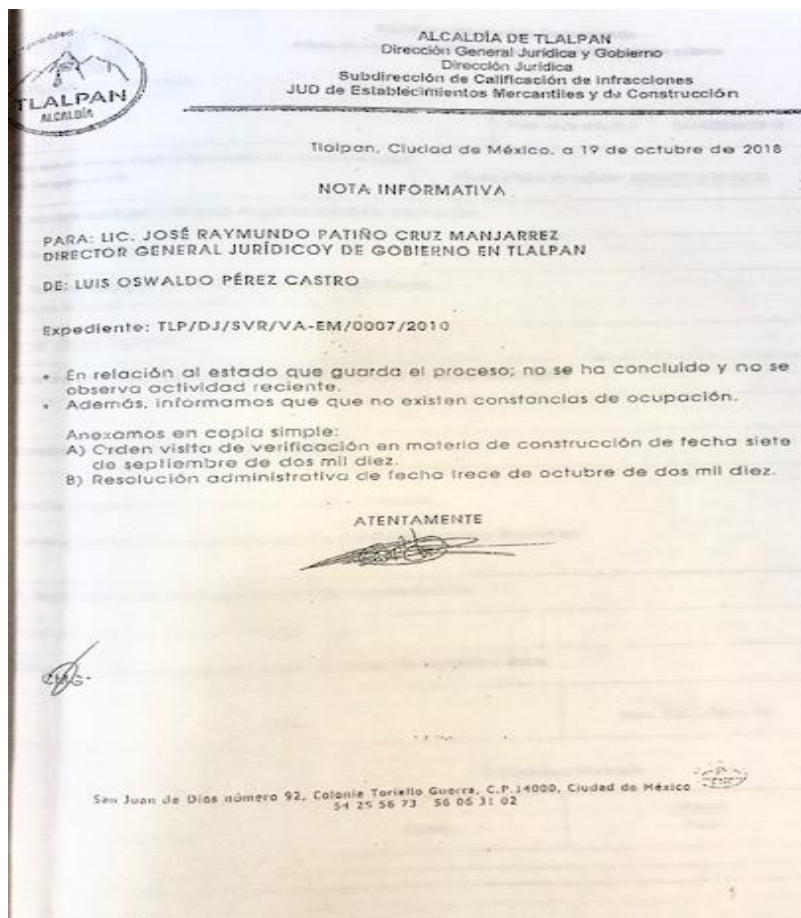 TLALPAN
ALCALDÍA
ALCALDÍA DE TLALPAN
Dirección General Jurídica y Gobierno
Dirección Jurídica
Subdirección de Calificación de Infracciones
JUD de Establecimientos Mercantiles y de Construcción
Tlalpan, Ciudad de México, a 19 de octubre de 2018
NOTA INFORMATIVA
PARA: LIC. JOSÉ RAYMUNDO PATIÑO CRUZ MANJARREZ
DIRECTOR GENERAL JURÍDICOY DE GOBIERNO EN TLALPAN
DE: LUIS OSWALDO PÉREZ CASTRO
Expediente: TLP/DJ/SVR/VA-EM/0007/2010
• En relación al estado que guarda el proceso; no se ha concluido y no se
observa actividad reciente.
• Además, informamos que que no existen constancias de ocupación.
Anexamos en copia simple:
A) Orden visita de verificación en materia de construcción de fecha siete
de septiembre de dos mil diez.
B) Resolución administrativa de fecha trece de octubre de dos mil diez.
ATENTAMENTE
San Juan de Dios número 92, Colonia Toriello Guerra, C.P.14000, Ciudad de México
54 25 56 73 56 06 31 02